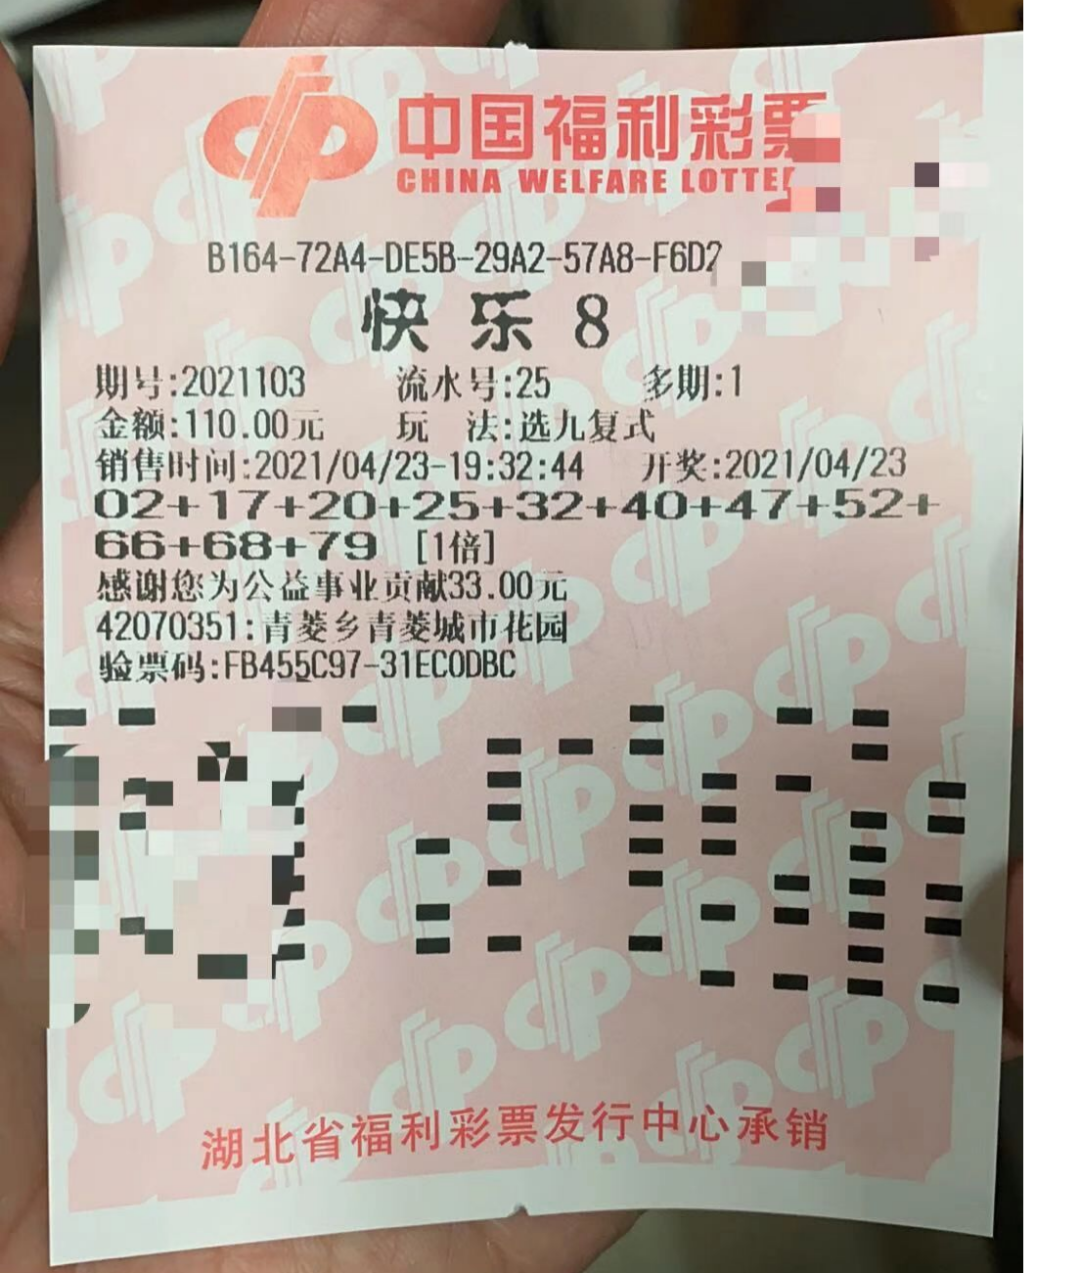 中国福利彩票
CHINA WELFARE LOTTE
B164-72A4-DE5B-29A2-57A8-F6D2
快乐8
期号:2021103 流水号:25 多期:1
金额:110.00元 玩 法:选九复式
销售时间:2021/04/23-19:32:44 开奖:2021/04/23
02+17+20+25+32+40+47+52+
66+68+79 [1倍]
感谢您为公益事业贡献33.00元
42070351:青菱乡青菱城市花园
验票码:FB455C97-31EC0DBC
湖北省福利彩票发行中心承销